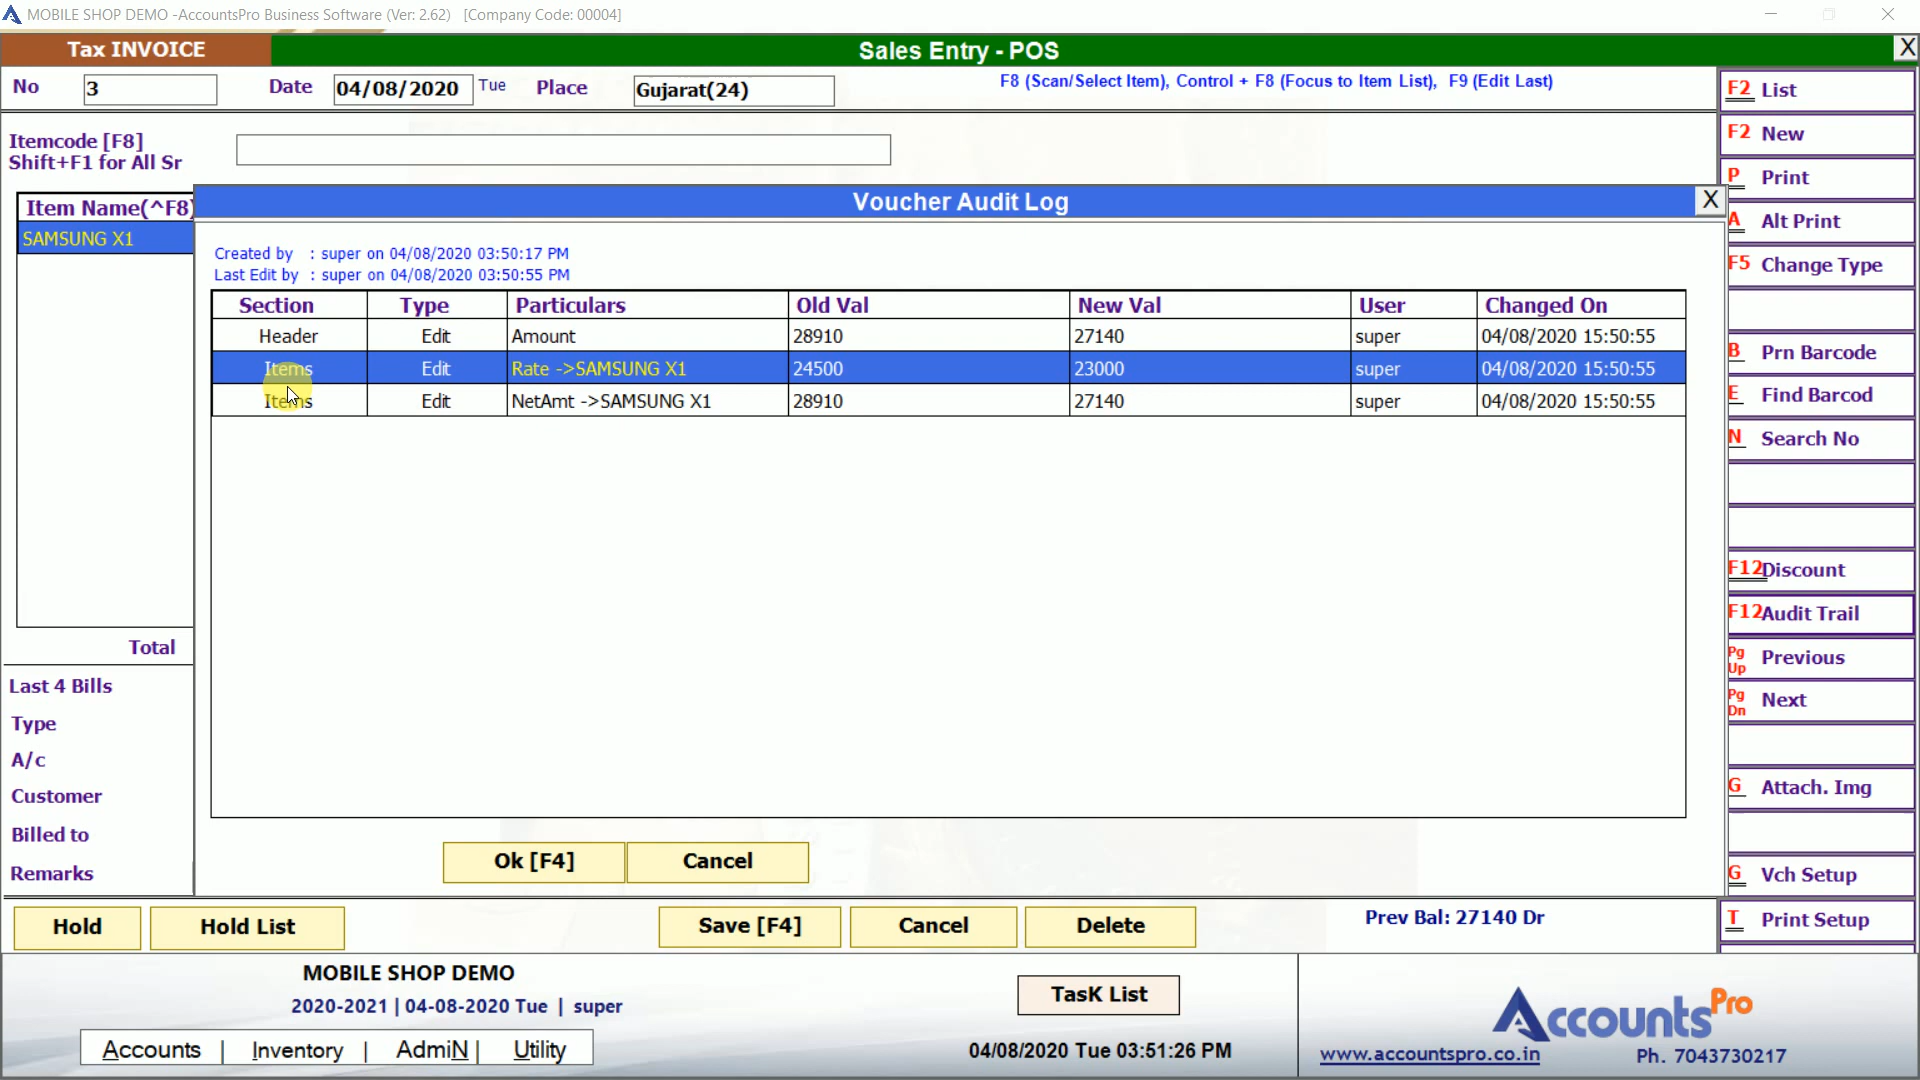 MOBILE SHOP DEMO -AccountsPro Business Software (Ver: 2.62) [Company Code: 00004]
Tax INVOICE
Sales Entry - POS
X
No 3 Date 04/08/2020 Tue Place Gujarat(24)
F8 (Scan/Select Item), Control + F8 (Focus to Item List), F9 (Edit Last)
Itemcode [F8]
Shift+F1 for All Sr
Item Name(^F8)
SAMSUNG X1
Voucher Audit Log
X
Created by : super on 04/08/2020 03:50:17 PM
Last Edit by : super on 04/08/2020 03:50:55 PM
Section Type Particulars Old Val New Val User Changed On
Header Edit Amount 28910 27140 super 04/08/2020 15:50:55
Items Edit Rate ->SAMSUNG X1 24500 23000 super 04/08/2020 15:50:55
Items Edit NetAmt ->SAMSUNG X1 28910 27140 super 04/08/2020 15:50:55
Ok [F4] Cancel
Total
Last 4 Bills
Type
A/c
Customer
Billed to
Remarks
F2 List
F2 New
P Print
A Alt Print
F5 Change Type
B Prn Barcode
E Find Barcod
N Search No
F12 Discount
F12 Audit Trail
Pg Up Previous
Pg Dn Next
G Attach. Img
G Vch Setup
T Print Setup
Hold Hold List Save [F4] Cancel Delete
Prev Bal: 27140 Dr
MOBILE SHOP DEMO
2020-2021 | 04-08-2020 Tue | super
Accounts | Inventory | AdmiN | Utility
TasK List
04/08/2020 Tue 03:51:26 PM
AccountsPro
www.accountspro.co.in Ph. 7043730217